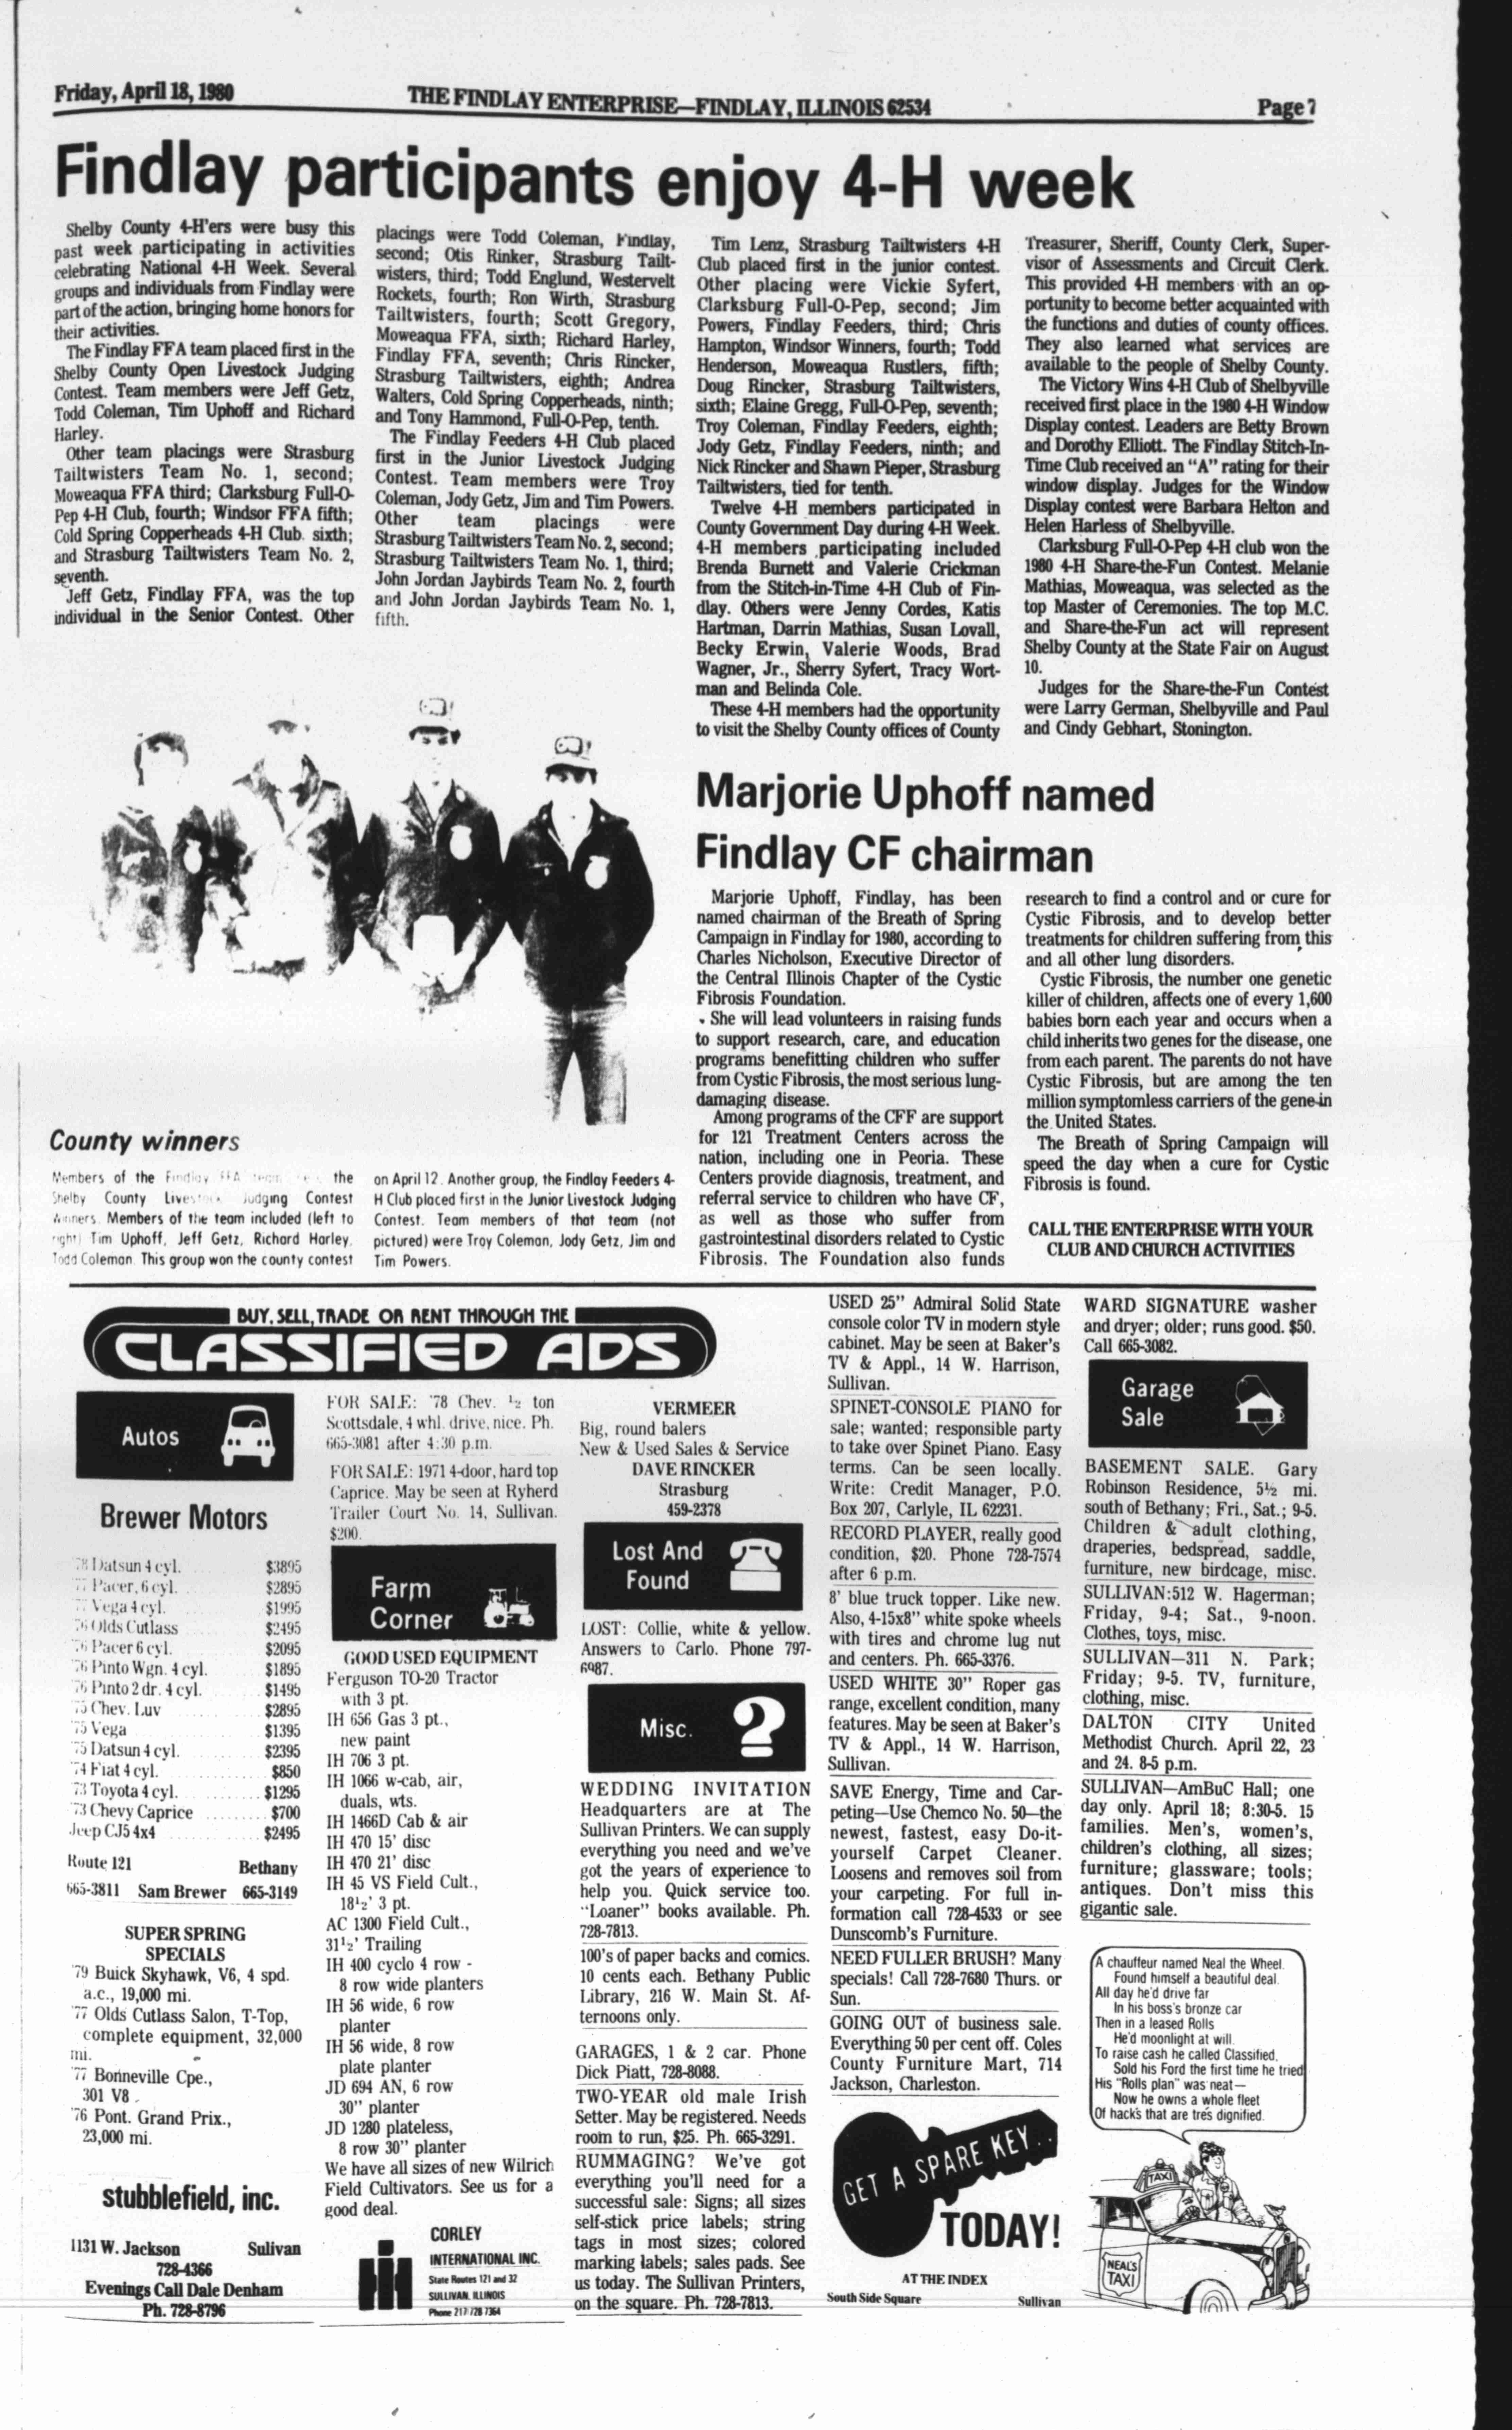 Friday, April 18, 1980
THE FINDLAY ENTERPRISE—FINDLAY, ILLINOIS 62534
Page 7
Findlay participants enjoy 4-H week
Shelby County 4-H'ers were busy this
past week participating in activities
celebrating National 4-H Week. Several
groups and individuals from Findlay were
part of the action, bringing home honors for
their activities.
The Findlay FFA team placed first in the
Shelby County Open Livestock Judging
Contest. Team members were Jeff Getz,
Todd Coleman, Tim Uphoff and Richard
Harley.
Other team placings were Strasburg
Tailtwisters Team No. 1, second;
Moweaqua FFA third; Clarksburg Full-O-
Pep 4-H Club, fourth; Windsor FFA fifth;
Cold Spring Copperheads 4-H Club. sixth;
and Strasburg Tailtwisters Team No. 2,
seventh.
Jeff Getz, Findlay FFA, was the top
individual in the Senior Contest. Other
placings were Todd Coleman, Findlay,
second; Otis Rinker, Strasburg Tailt-
wisters, third; Todd Englund, Westervelt
Rockets, fourth; Ron Wirth, Strasburg
Tailtwisters, fourth; Scott Gregory,
Moweaqua FFA, sixth; Richard Harley,
Findlay FFA, seventh; Chris Rincker,
Strasburg Tailtwisters, eighth; Andrea
Walters, Cold Spring Copperheads, ninth;
and Tony Hammond, Full-O-Pep, tenth.
The Findlay Feeders 4-H Club placed
first in the Junior Livestock Judging
Contest. Team members were Troy
Coleman, Jody Getz, Jim and Tim Powers.
Other team placings were
Strasburg Tailtwisters Team No. 2, second;
Strasburg Tailtwisters Team No. 1, third;
John Jordan Jaybirds Team No. 2, fourth
and John Jordan Jaybirds Team No. 1,
fifth.
Tim Lenz, Strasburg Tailtwisters 4-H
Club placed first in the junior contest.
Other placing were Vickie Syfert,
Clarksburg Full-O-Pep, second; Jim
Powers, Findlay Feeders, third; Chris
Hampton, Windsor Winners, fourth; Todd
Henderson, Moweaqua Rustlers, fifth;
Doug Rincker, Strasburg Tailtwisters,
sixth; Elaine Gregg, Full-O-Pep, seventh;
Troy Coleman, Findlay Feeders, eighth;
Jody Getz, Findlay Feeders, ninth; and
Nick Rincker and Shawn Pieper, Strasburg
Tailtwisters, tied for tenth.
Twelve 4-H members participated in
County Government Day during 4-H Week.
4-H members participating included
Brenda Burnett and Valerie Crickman
from the Stitch-in-Time 4-H Club of Fin-
dlay. Others were Jenny Cordes, Katis
Hartman, Darrin Mathias, Susan Lovall,
Becky Erwin, Valerie Woods, Brad
Wagner, Jr., Sherry Syfert, Tracy Wort-
man and Belinda Cole.
These 4-H members had the opportunity
to visit the Shelby County offices of County
Treasurer, Sheriff, County Clerk, Super-
visor of Assessments and Circuit Clerk.
This provided 4-H members with an op-
portunity to become better acquainted with
the functions and duties of county offices.
They also learned what services are
available to the people of Shelby County.
The Victory Wins 4-H Club of Shelbyville
received first place in the 1980 4-H Window
Display contest. Leaders are Betty Brown
and Dorothy Elliott. The Findlay Stitch-In-
Time Club received an "A" rating for their
window display. Judges for the Window
Display contest were Barbara Helton and
Helen Harless of Shelbyville.
Clarksburg Full-O-Pep 4-H club won the
1980 4-H Share-the-Fun Contest. Melanie
Mathias, Moweaqua, was selected as the
top Master of Ceremonies. The top M.C.
and Share-the-Fun act will represent
Shelby County at the State Fair on August
10.
Judges for the Share-the-Fun Contest
were Larry German, Shelbyville and Paul
and Cindy Gebhart, Stonington.
County winners
Members of the Findlay FFA team the
Shelby County Livestock Judging Contest
Winners. Members of the team included (left to
right) Tim Uphoff, Jeff Getz, Richard Harley,
Todd Coleman. This group won the county contest
on April 12. Another group, the Findlay Feeders 4-
H Club placed first in the Junior Livestock Judging
Contest. Team members of that team (not
pictured) were Troy Coleman, Jody Getz, Jim and
Tim Powers.
Marjorie Uphoff named
Findlay CF chairman
Marjorie Uphoff, Findlay, has been
named chairman of the Breath of Spring
Campaign in Findlay for 1980, according to
Charles Nicholson, Executive Director of
the Central Illinois Chapter of the Cystic
Fibrosis Foundation.
She will lead volunteers in raising funds
to support research, care, and education
programs benefitting children who suffer
from Cystic Fibrosis, the most serious lung-
damaging disease.
Among programs of the CFF are support
for 121 Treatment Centers across the
nation, including one in Peoria. These
Centers provide diagnosis, treatment, and
referral service to children who have CF,
as well as those who suffer from
gastrointestinal disorders related to Cystic
Fibrosis. The Foundation also funds
research to find a control and or cure for
Cystic Fibrosis, and to develop better
treatments for children suffering from this
and all other lung disorders.
Cystic Fibrosis, the number one genetic
killer of children, affects one of every 1,600
babies born each year and occurs when a
child inherits two genes for the disease, one
from each parent. The parents do not have
Cystic Fibrosis, but are among the ten
million symptomless carriers of the gene in
the United States.
The Breath of Spring Campaign will
speed the day when a cure for Cystic
Fibrosis is found.
CALL THE ENTERPRISE WITH YOUR
CLUB AND CHURCH ACTIVITIES
BUY, SELL, TRADE OR RENT THROUGH THE
CLASSIFIED ADS
Autos
Brewer Motors
'78 Datsun 4 cyl. $3895
'77 Pacer, 6 cyl. $2895
'77 Vega 4 cyl. $1995
'76 Olds Cutlass $2495
'76 Pacer 6 cyl. $2095
'76 Pinto Wgn. 4 cyl. $1895
'76 Pinto 2 dr. 4 cyl. $1495
'75 Chev. Luv $2895
'75 Vega $1395
'75 Datsun 4 cyl. $2395
'74 Fiat 4 cyl. $850
'73 Toyota 4 cyl. $1295
'73 Chevy Caprice $700
Jeep CJ5 4x4 $2495
Route 121 Bethany
665-3811 Sam Brewer 665-3149
SUPER SPRING
SPECIALS
'79 Buick Skyhawk, V6, 4 spd.
a.c., 19,000 mi.
'77 Olds Cutlass Salon, T-Top,
complete equipment, 32,000
mi.
'77 Bonneville Cpe.,
301 V8
'76 Pont. Grand Prix.,
23,000 mi.
stubblefield, inc.
1131 W. Jackson Sulivan
728-4366
Evenings Call Dale Denham
Ph. 728-8796
FOR SALE: '78 Chev. ½ ton
Scottsdale, 4 whl. drive, nice. Ph.
665-3081 after 4:30 p.m.
FOR SALE: 1971 4-door, hard top
Caprice. May be seen at Ryherd
Trailer Court No. 14, Sullivan.
$200.
Farm
Corner
GOOD USED EQUIPMENT
Ferguson TO-20 Tractor
with 3 pt.
IH 656 Gas 3 pt.,
new paint
IH 706 3 pt.
IH 1066 w-cab, air,
duals, wts.
IH 1466D Cab & air
IH 470 15' disc
IH 470 21' disc
IH 45 VS Field Cult.,
18½' 3 pt.
AC 1300 Field Cult.,
31½' Trailing
IH 400 cyclo 4 row -
8 row wide planters
IH 56 wide, 6 row
planter
IH 56 wide, 8 row
plate planter
JD 694 AN, 6 row
30" planter
JD 1280 plateless,
8 row 30" planter
We have all sizes of new Wilrich
Field Cultivators. See us for a
good deal.
CORLEY
INTERNATIONAL INC.
State Routes 121 and 32
SULLIVAN, ILLINOIS
Phone 217/728 7364
VERMEER
Big, round balers
New & Used Sales & Service
DAVE RINCKER
Strasburg
459-2378
Lost And
Found
LOST: Collie, white & yellow.
Answers to Carlo. Phone 797-
6987.
Misc. ?
WEDDING INVITATION
Headquarters are at The
Sullivan Printers. We can supply
everything you need and we've
got the years of experience to
help you. Quick service too.
"Loaner" books available. Ph.
728-7813.
100's of paper backs and comics.
10 cents each. Bethany Public
Library, 216 W. Main St. Af-
ternoons only.
GARAGES, 1 & 2 car. Phone
Dick Piatt, 728-8088.
TWO-YEAR old male Irish
Setter. May be registered. Needs
room to run, $25. Ph. 665-3291.
RUMMAGING? We've got
everything you'll need for a
successful sale: Signs; all sizes
self-stick price labels; string
tags in most sizes; colored
marking labels; sales pads. See
us today. The Sullivan Printers,
on the square. Ph. 728-7813.
USED 25" Admiral Solid State
console color TV in modern style
cabinet. May be seen at Baker's
TV & Appl., 14 W. Harrison,
Sullivan.
SPINET-CONSOLE PIANO for
sale; wanted; responsible party
to take over Spinet Piano. Easy
terms. Can be seen locally.
Write: Credit Manager, P.O.
Box 207, Carlyle, IL 62231.
RECORD PLAYER, really good
condition, $20. Phone 728-7574
after 6 p.m.
8' blue truck topper. Like new.
Also, 4-15x8" white spoke wheels
with tires and chrome lug nut
and centers. Ph. 665-3376.
USED WHITE 30" Roper gas
range, excellent condition, many
features. May be seen at Baker's
TV & Appl., 14 W. Harrison,
Sullivan.
SAVE Energy, Time and Car-
peting—Use Chemco No. 50—the
newest, fastest, easy Do-it-
yourself Carpet Cleaner.
Loosens and removes soil from
your carpeting. For full in-
formation call 728-4533 or see
Dunscomb's Furniture.
NEED FULLER BRUSH? Many
specials! Call 728-7680 Thurs. or
Sun.
GOING OUT of business sale.
Everything 50 per cent off. Coles
County Furniture Mart, 714
Jackson, Charleston.
GET A SPARE KEY..
TODAY!
AT THE INDEX
South Side Square Sullivan
WARD SIGNATURE washer
and dryer; older; runs good. $50.
Call 665-3082.
Garage
Sale
BASEMENT SALE. Gary
Robinson Residence, 5½ mi.
south of Bethany; Fri., Sat.; 9-5.
Children & adult clothing,
draperies, bedspread, saddle,
furniture, new birdcage, misc.
SULLIVAN:512 W. Hagerman;
Friday, 9-4; Sat., 9-noon.
Clothes, toys, misc.
SULLIVAN—311 N. Park;
Friday; 9-5. TV, furniture,
clothing, misc.
DALTON CITY United
Methodist Church. April 22, 23
and 24. 8-5 p.m.
SULLIVAN—AmBuC Hall; one
day only. April 18; 8:30-5. 15
families. Men's, women's,
children's clothing, all sizes;
furniture; glassware; tools;
antiques. Don't miss this
gigantic sale.
A chauffeur named Neal the Wheel.
Found himself a beautiful deal.
All day he'd drive far
In his boss's bronze car
Then in a leased Rolls
He'd moonlight at will.
To raise cash he called Classified,
Sold his Ford the first time he tried
His "Rolls plan" was neat—
Now he owns a whole fleet
Of hack's that are trés dignified.
TAXI
NEAL'S
TAXI